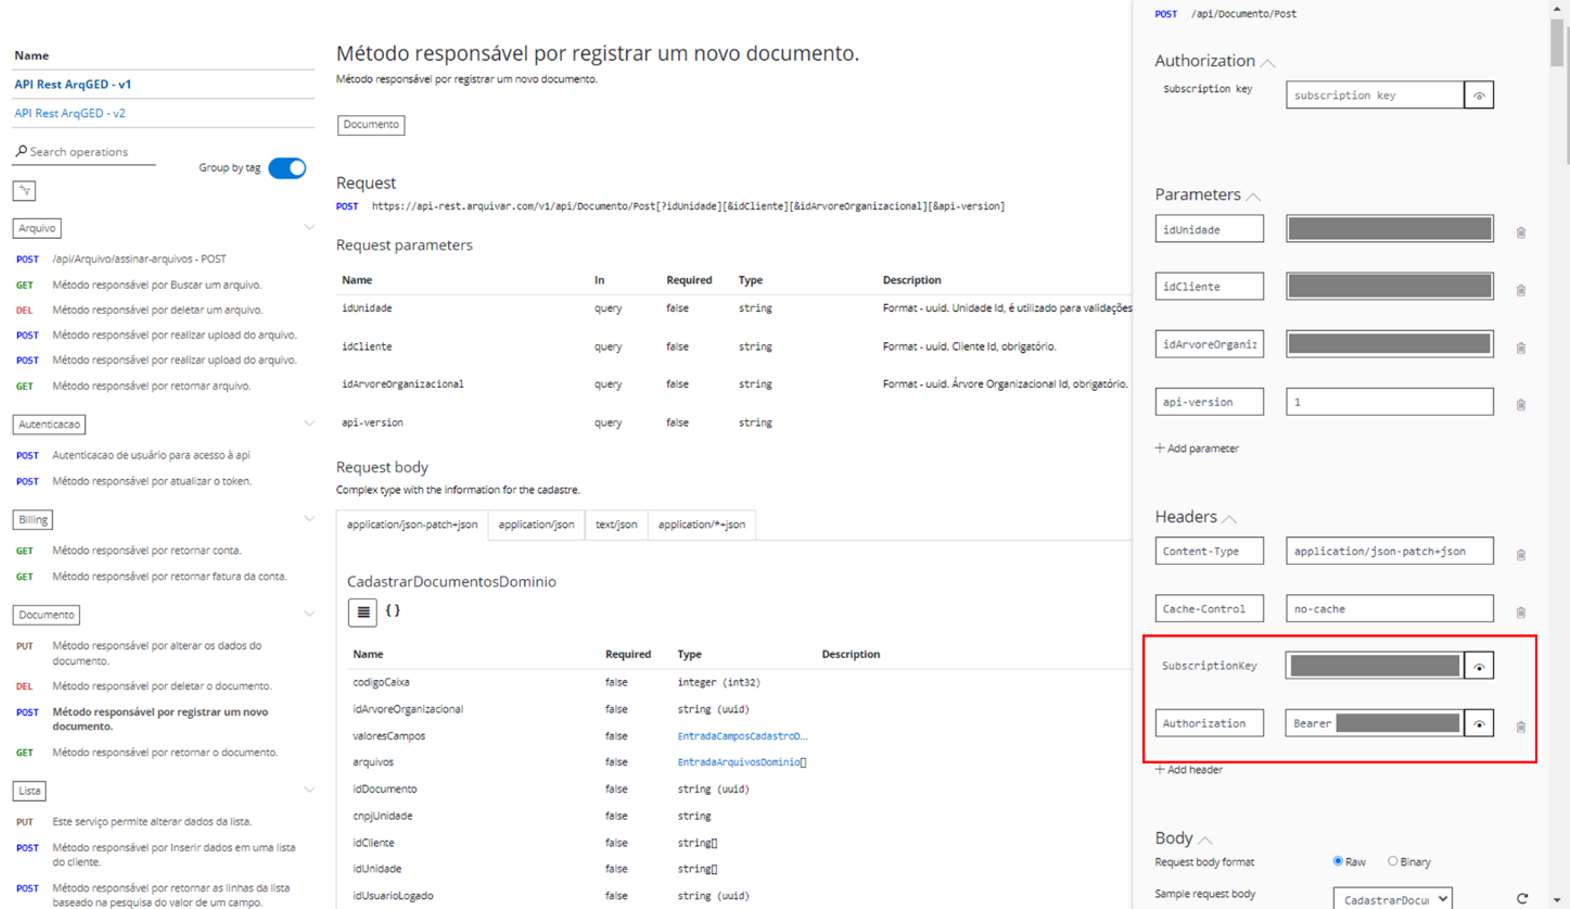 Name
API Rest ArqGED - v1
API Rest ArqGED - v2
Search operations
Group by tag
Arquivo
POST /api/Arquivo/assinar-arquivos - POST
GET Método responsável por Buscar um arquivo.
DEL Método responsável por deletar um arquivo.
POST Método responsável por realizar upload do arquivo.
POST Método responsável por realizar upload do arquivo.
GET Método responsável por retornar arquivo.
Autenticacao
POST Autenticacao de usuário para acesso à api
POST Método responsável por atualizar o token.
Billing
GET Método responsável por retornar conta.
GET Método responsável por retornar fatura da conta.
Documento
PUT Método responsável por alterar os dados do
documento.
DEL Método responsável por deletar o documento.
POST Método responsável por registrar um novo
documento.
GET Método responsável por retornar o documento.
Lista
PUT Este serviço permite alterar dados da lista.
POST Método responsável por Inserir dados em uma lista
do cliente.
POST Método responsável por retornar as linhas da lista
baseado na pesquisa do valor de um campo.
Método responsável por registrar um novo documento.
Método responsável por registrar um novo documento.
Documento
Request
POST https://api-rest.arquivar.com/v1/api/Documento/Post[?idUnidade][&idCliente][&idArvoreOrganizacional][&api-version]
Request parameters
Name In Required Type Description
idUnidade query false string Format - uuid. Unidade Id, é utilizado para validações
idCliente query false string Format - uuid. Cliente Id, obrigatório.
idArvoreOrganizacional query false string Format - uuid. Árvore Organizacional Id, obrigatório.
api-version query false string
Request body
Complex type with the information for the cadastre.
application/json-patch+json application/json text/json application/*+json
CadastrarDocumentosDominio
{ }
Name Required Type Description
codigoCaixa false integer (int32)
idArvoreOrganizacional false string (uuid)
valoresCampos false EntradaCamposCadastroD...
arquivos false EntradaArquivosDominio[]
idDocumento false string (uuid)
cnpjUnidade false string
idCliente false string[]
idUnidade false string[]
idUsuarioLogado false string (uuid)
POST /api/Documento/Post
Authorization
Subscription key subscription key
Parameters
idUnidade
idCliente
idArvoreOrganiz
api-version 1
+ Add parameter
Headers
Content-Type application/json-patch+json
Cache-Control no-cache
SubscriptionKey
Authorization Bearer
+ Add header
Body
Request body format Raw Binary
Sample request body CadastrarDocu